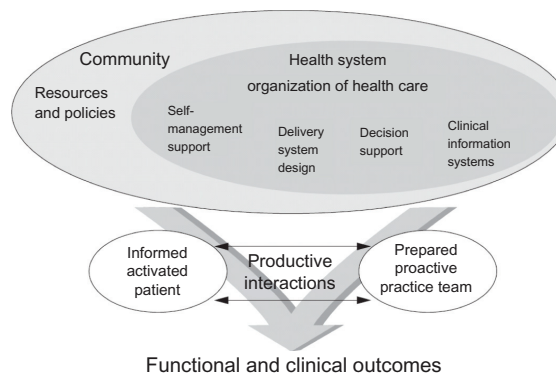 Community
Resources
and policies
Health system
organization of health care
Self-
management
support
Delivery
system
design
Decision
support
Clinical
information
systems
Informed
activated
patient
Productive
interactions
Prepared
proactive
practice team
Functional and clinical outcomes